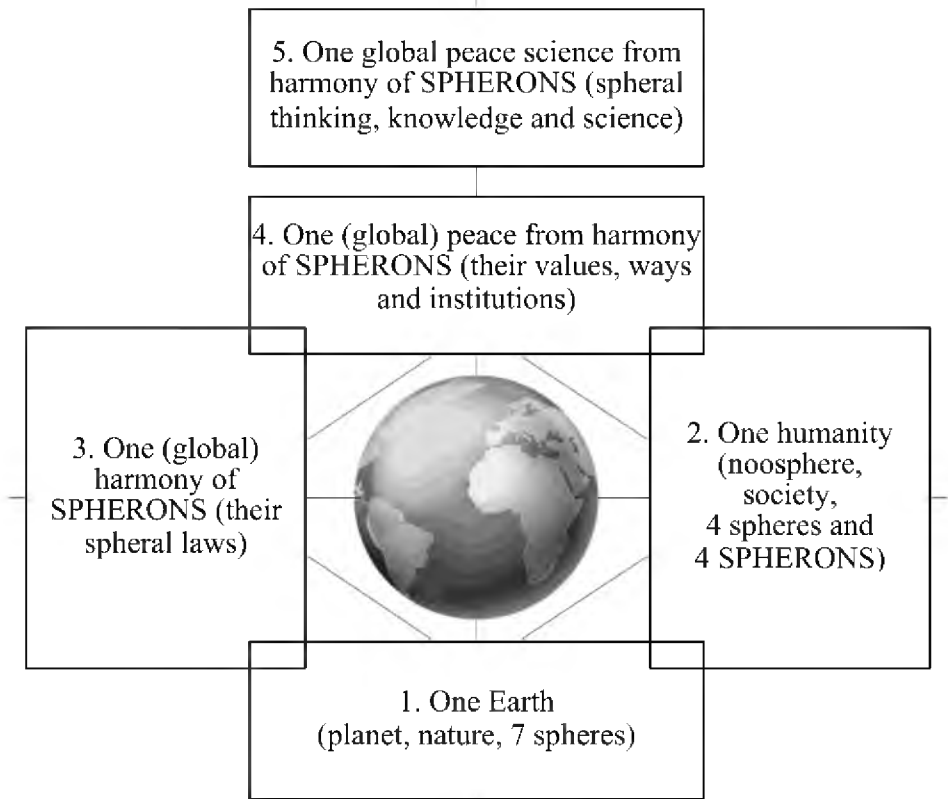 5. One global peace science from
harmony of SPHERONS (spheral
thinking, knowledge and science)
4. One (global) peace from harmony
of SPHERONS (their values, ways
and institutions)
3. One (global)
harmony of
SPHERONS (their
spheral laws)
2. One humanity
(noosphere,
society,
4 spheres and
4 SPHERONS)
1. One Earth
(planet, nature, 7 spheres)